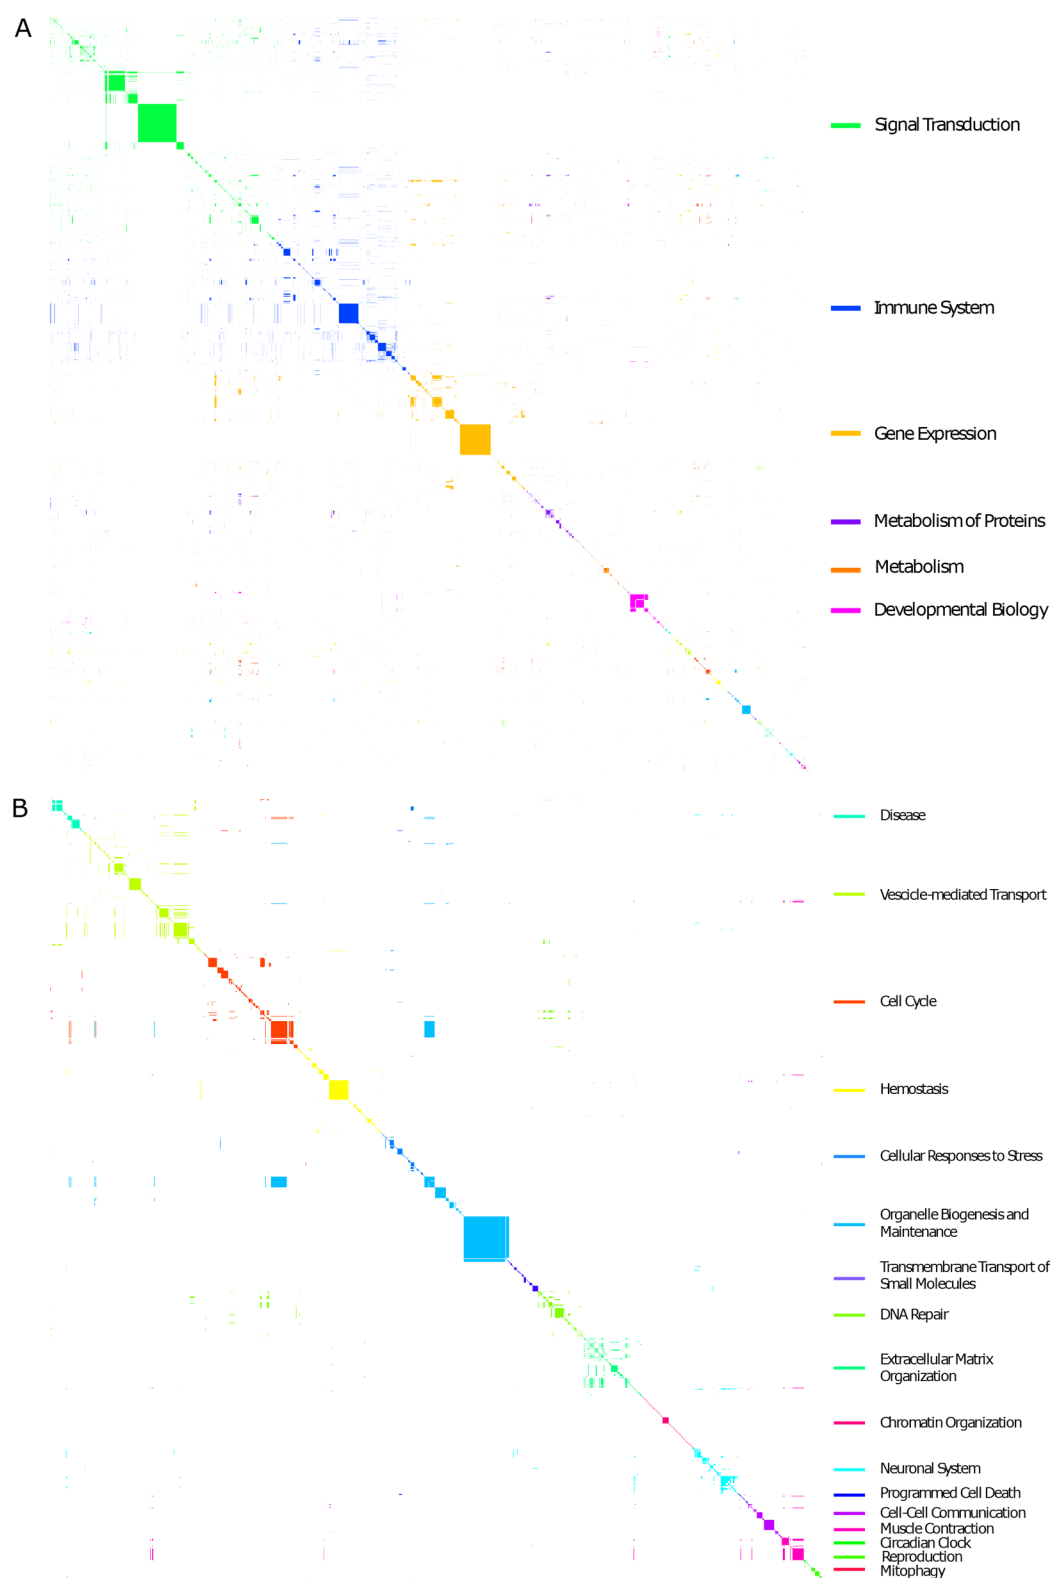 A
Signal Transduction
Immune System
Gene Expression
Metabolism of Proteins
Metabolism
Developmental Biology
B
Disease
Vescicle-mediated Transport
Cell Cycle
Hemostasis
Cellular Responses to Stress
Organelle Biogenesis and
Maintenance
Transmembrane Transport of
Small Molecules
DNA Repair
Extracellular Matrix
Organization
Chromatin Organization
Neuronal System
Programmed Cell Death
Cell-Cell Communication
Muscle Contraction
Circadian Clock
Reproduction
Mitophagy